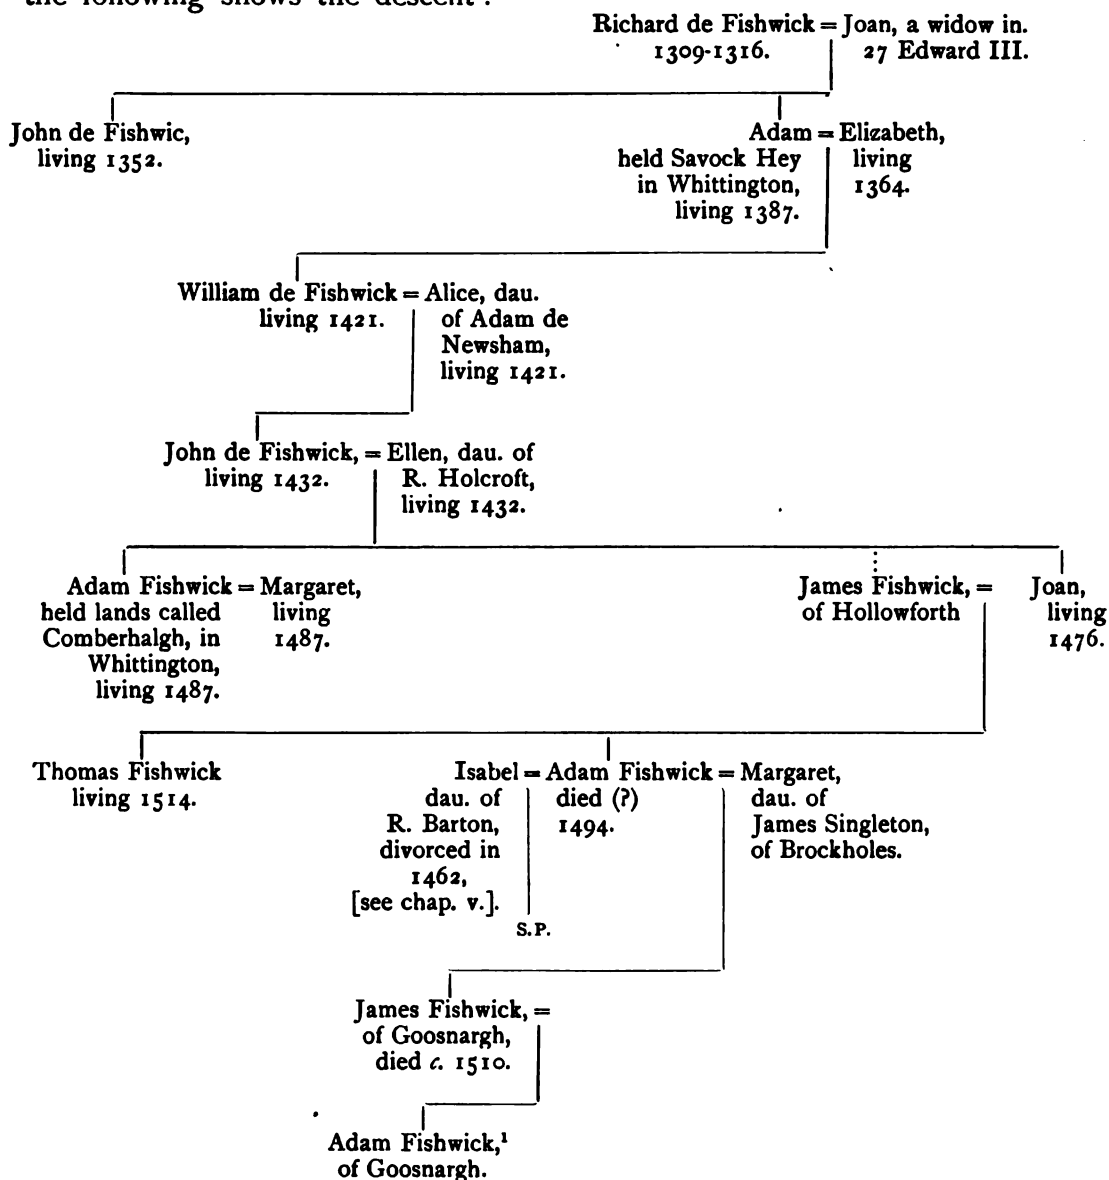 the following shows the descent :
Richard de Fishwick = Joan, a widow in.
1309-1316. 27 Edward III.
John de Fishwic,
living 1352.
Adam = Elizabeth,
held Savock Hey living
in Whittington, 1364.
living 1387.
William de Fishwick = Alice, dau.
living 1421. of Adam de
Newsham,
living 1421.
John de Fishwick, = Ellen, dau. of
living 1432. R. Holcroft,
living 1432.
Adam Fishwick = Margaret,
held lands called living
Comberhalgh, in 1487.
Whittington,
living 1487.
James Fishwick, =
of Hollowforth
Joan,
living
1476.
Thomas Fishwick
living 1514.
Isabel = Adam Fishwick = Margaret,
dau. of died (?) dau. of
R. Barton, 1494. James Singleton,
divorced in of Brockholes.
1462,
[see chap. v.].
S.P.
James Fishwick, =
of Goosnargh,
died c. 1510.
Adam Fishwick,¹
of Goosnargh.